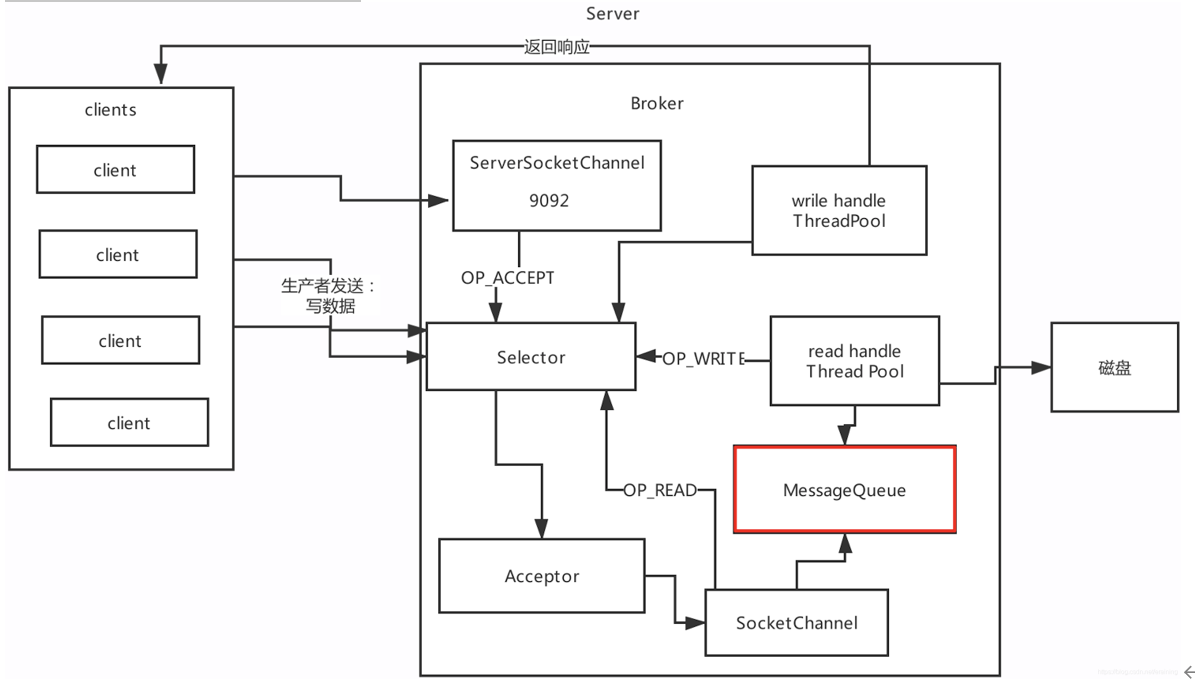 Server
返回响应
Broker
clients
client
client
client
client
ServerSocketChannel
9092
wrile handle
ThreadPool
OP_ACCEPT
生产者发送：
写数据
Selector
OP_WRITE
read handle
Thread Pool
磁盘
OP_READ
MessageQueue
Acceptor
SocketChannel